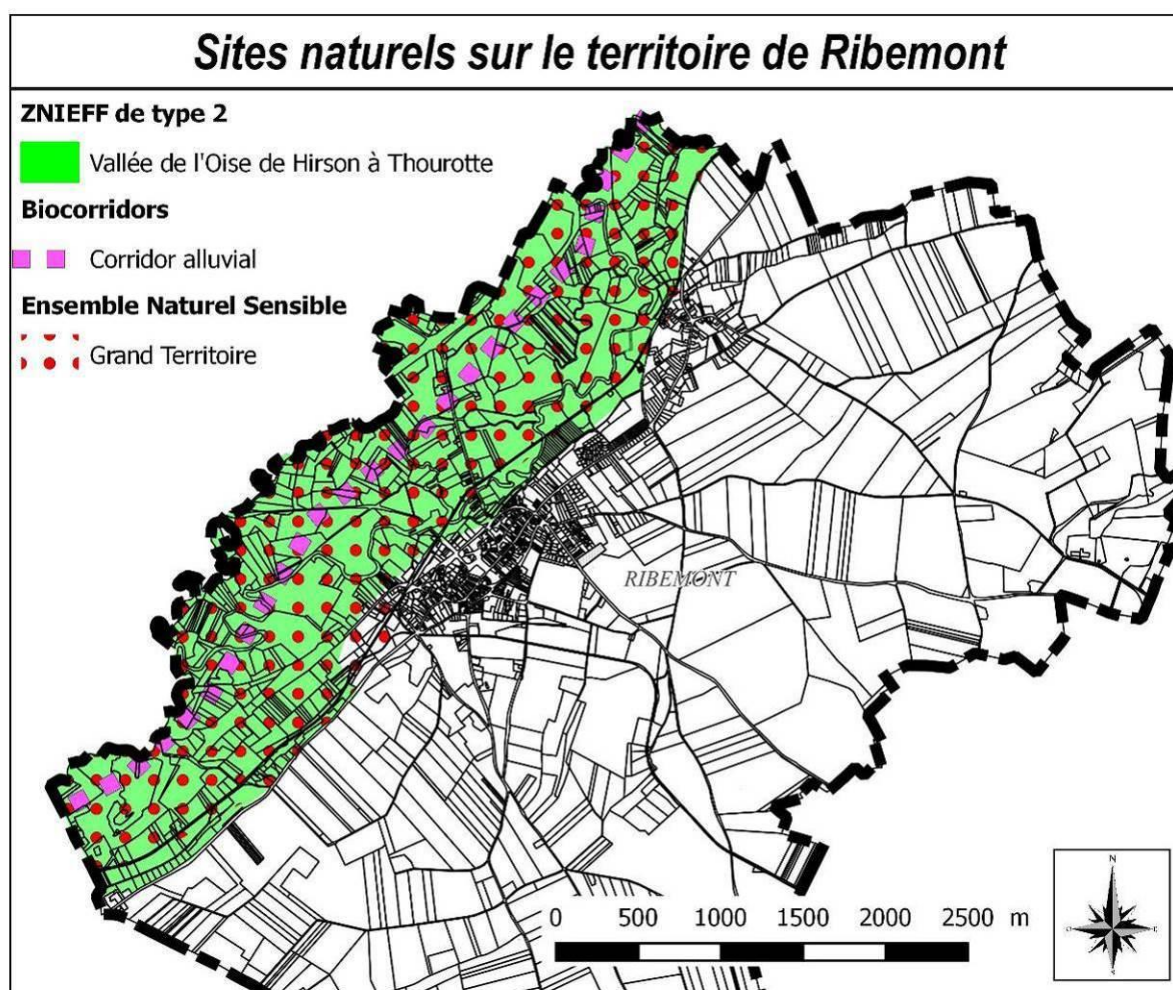 Sites naturels sur le territoire de Ribemont
ZNIEFF de type 2
Vallée de l'Oise de Hirson à Thourotte
Biocorridors
Corridor alluvial
Ensemble Naturel Sensible
Grand Territoire
RIBEMONT
0 500 1000 1500 2000 2500 m
N